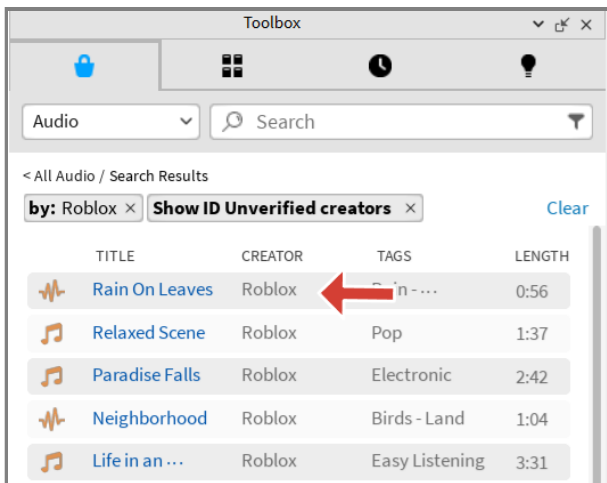 Toolbox
Audio Search
< All Audio / Search Results
by: Roblox × Show ID Unverified creators × Clear
TITLE CREATOR TAGS LENGTH
Rain On Leaves Roblox - ... 0:56
Relaxed Scene Roblox Pop 1:37
Paradise Falls Roblox Electronic 2:42
Neighborhood Roblox Birds - Land 1:04
Life in an ... Roblox Easy Listening 3:31